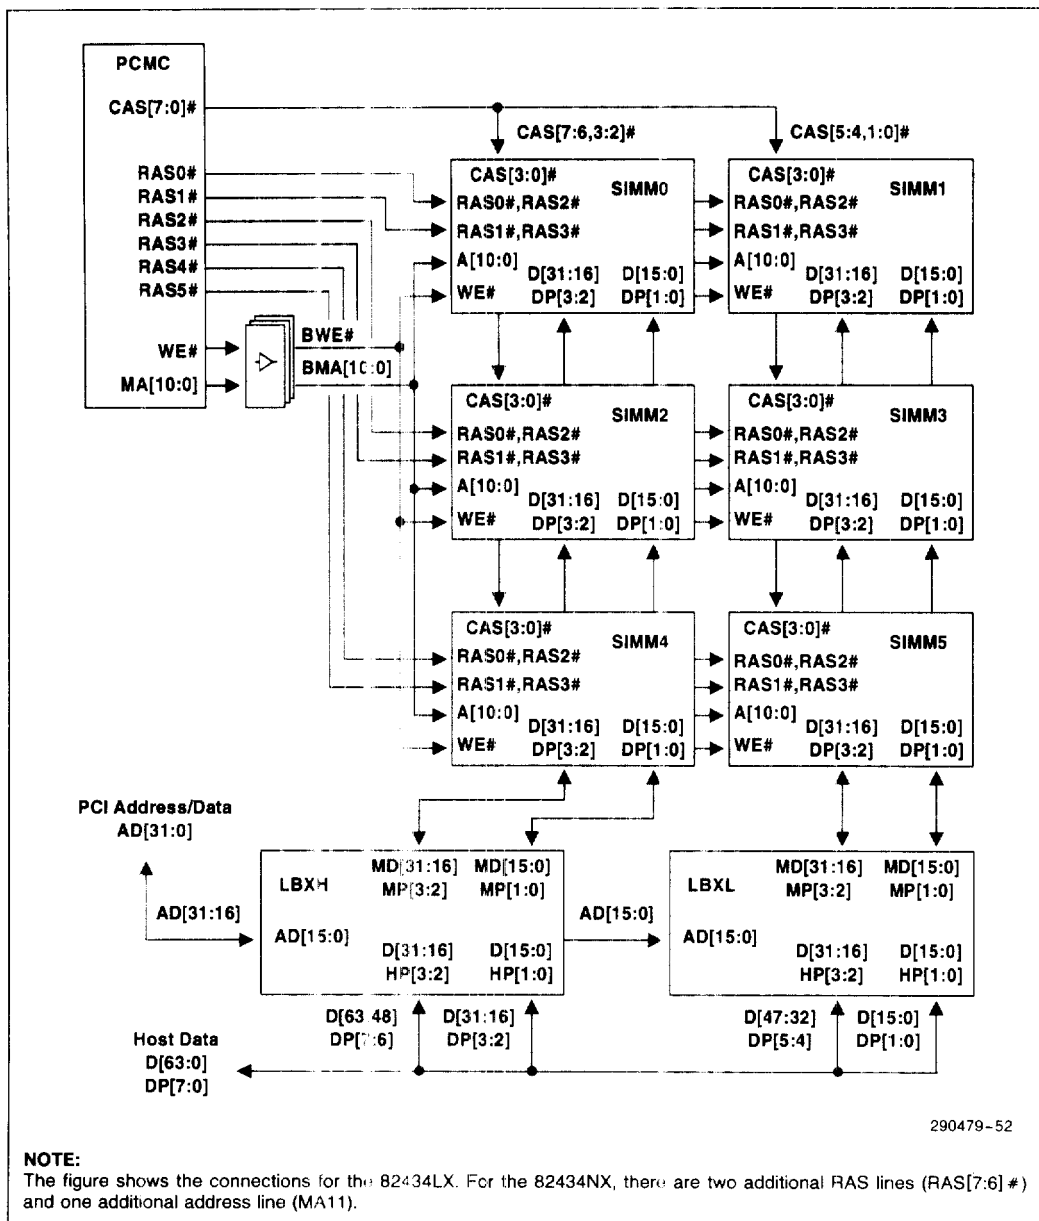 PCMC
CAS[7:0]#
CAS[7:6,3:2]#
CAS[5:4,1:0]#
RAS0#
RAS1#
RAS2#
RAS3#
RAS4#
RAS5#
WE#
MA[10:0]
BWE#
BMA[10:0]
CAS[3:0]#
SIMM0
RAS0#,RAS2#
RAS1#,RAS3#
A[10:0]
D[31:16] D[15:0]
WE#
DP[3:2] DP[1:0]
CAS[3:0]#
SIMM1
RAS0#,RAS2#
RAS1#,RAS3#
A[10:0]
D[31:16] D[15:0]
WE#
DP[3:2] DP[1:0]
CAS[3:0]#
SIMM2
RAS0#,RAS2#
RAS1#,RAS3#
A[10:0]
D[31:16] D[15:0]
WE#
DP[3:2] DP[1:0]
CAS[3:0]#
SIMM3
RAS0#,RAS2#
RAS1#,RAS3#
A[10:0]
D[31:16] D[15:0]
WE#
DP[3:2] DP[1:0]
CAS[3:0]#
SIMM4
RAS0#,RAS2#
RAS1#,RAS3#
A[10:0]
D[31:16] D[15:0]
WE#
DP[3:2] DP[1:0]
CAS[3:0]#
SIMM5
RAS0#,RAS2#
RAS1#,RAS3#
A[10:0]
D[31:16] D[15:0]
WE#
DP[3:2] DP[1:0]
PCI Address/Data
AD[31:0]
AD[31:16]
LBXH
MD[31:16] MD[15:0]
MP[3:2] MP[1:0]
AD[15:0]
D[31:16] D[15:0]
HP[3:2] HP[1:0]
AD[15:0]
LBXL
MD[31:16] MD[15:0]
MP[3:2] MP[1:0]
AD[15:0]
D[31:16] D[15:0]
HP[3:2] HP[1:0]
D[63:48] D[31:16]
DP[7:6] DP[3:2]
D[47:32] D[15:0]
DP[5:4] DP[1:0]
Host Data
D[63:0]
DP[7:0]
290479-52
NOTE:
The figure shows the connections for the 82434LX. For the 82434NX, there are two additional RAS lines (RAS[7:6]#)
and one additional address line (MA11).